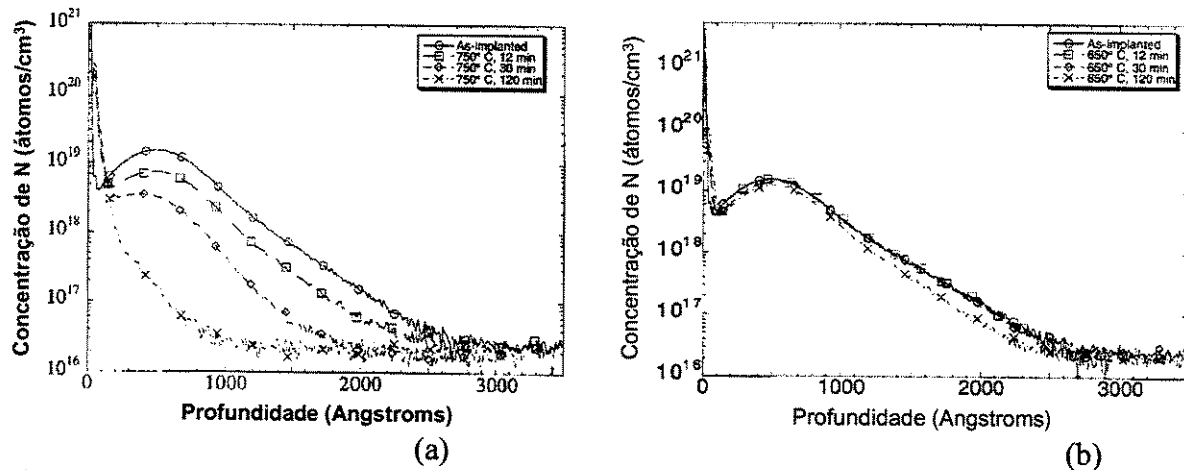 10²¹
10²⁰
10¹⁹
10¹⁸
10¹⁷
10¹⁶
Concentração de N (átomos/cm³)
As-implanted
750° C, 12 min
750° C, 30 min
750° C, 120 min
0
1000
2000
3000
Profundidade (Angstroms)
(a)
10²¹
10²⁰
10¹⁹
10¹⁸
10¹⁷
10¹⁶
Concentração de N (átomos/cm³)
As-implanted
650° C, 12 min
650° C, 30 min
650° C, 120 min
0
1000
2000
3000
Profundidade (Angstroms)
(b)